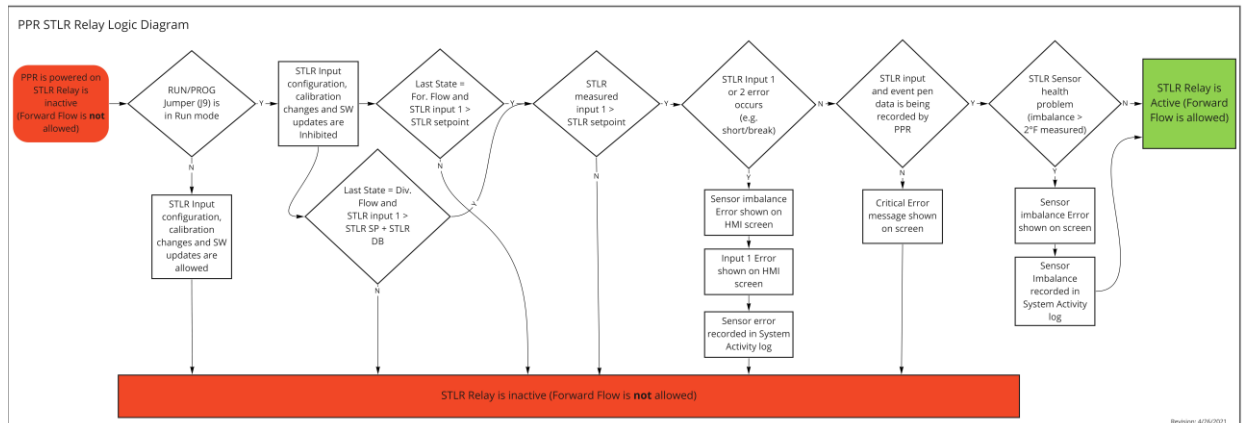 PPR STLR Relay Logic Diagram
PPR is powered on
STLR Relay is
inactive
(Forward Flow is not
allowed)
RUN/PROG
Jumper (J9) is
in Run mode
Y
N
STLR Input
configuration,
calibration
changes and SW
updates are
allowed
STLR Input
configuration,
calibration
changes and SW
updates are
Inhibited
Last State =
For. Flow and
STLR input 1 >
STLR setpoint
Y
N
Last State = Div.
Flow and
STLR input 1 >
STLR SP + STLR
DB
Y
N
STLR
measured
input 1 >
STLR setpoint
Y
N
STLR Input 1
or 2 error
occurs
(e.g.
short/break)
N
Y
Sensor imbalance
Error shown on
HMI screen
Input 1 Error
shown on HMI
screen
Sensor error
recorded in System
Activity log
STLR input
and event pen
data is being
recorded by
PPR
Y
N
Critical Error
message shown
on screen
STLR Sensor
health
problem
(imbalance >
2°F measured)
N
Y
Sensor
imbalance Error
shown on screen
Sensor
Imbalance
recorded in
System Activity
log
STLR Relay is
Active (Forward
Flow is allowed)
STLR Relay is inactive (Forward Flow is not allowed)
Revision: 4/26/2021